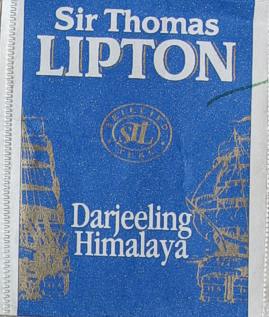 Sir Thomas
LIPTON
STL
Darjeeling
Himalaya